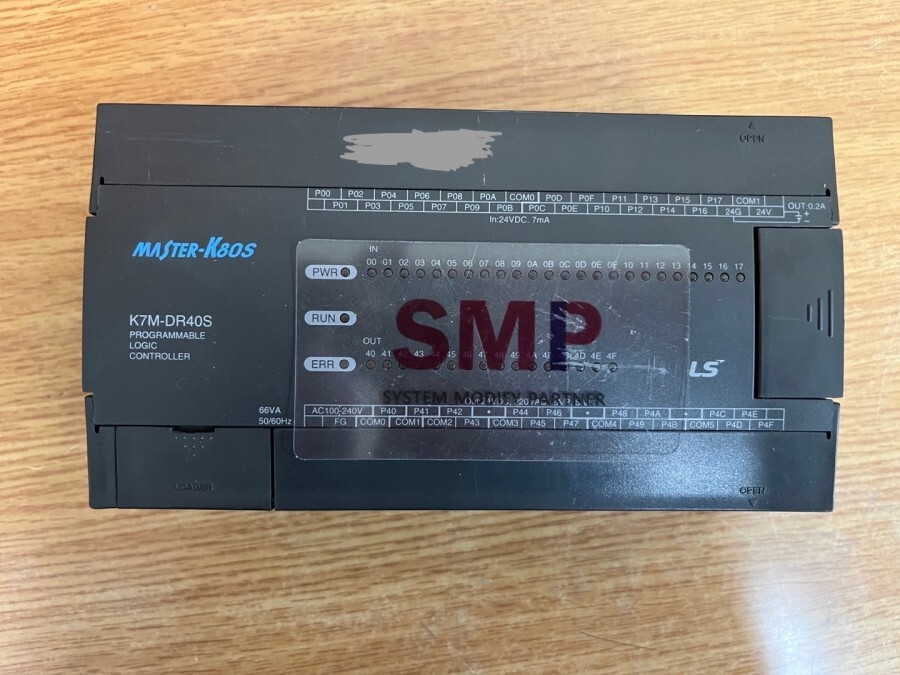 OPEN
P00 P02 P04 P06 P08 P0A COM0 P0D P0F P11 P13 P15 P17 COM1
P01 P03 P05 P07 P09 P0B P0C P0E P10 P12 P14 P16 24G 24V
OUT:0.2A
In:24VDC, 7mA
MASTER-K80S
IN
00 01 02 03 04 05 06 07 08 09 0A 0B 0C 0D 0E 0F 10 11 12 13 14 15 16 17
PWR
K7M-DR40S
PROGRAMMABLE
LOGIC
CONTROLLER
RUN
SMP
OUT
40 41 42 43 44 45 46 47 48 49 4A 4B 4D 4E 4F
ERR
LS
SYSTEM MODIFY PARTNER
66VA
50/60Hz
AC100-240V P40 P41 P42 • P44 P46 • P48 P4A • P4C P4E
FG COM0 COM1 COM2 P43 COM3 P45 P47 COM4 P49 P4B COM5 P4D P4F
LOADER
OPEN